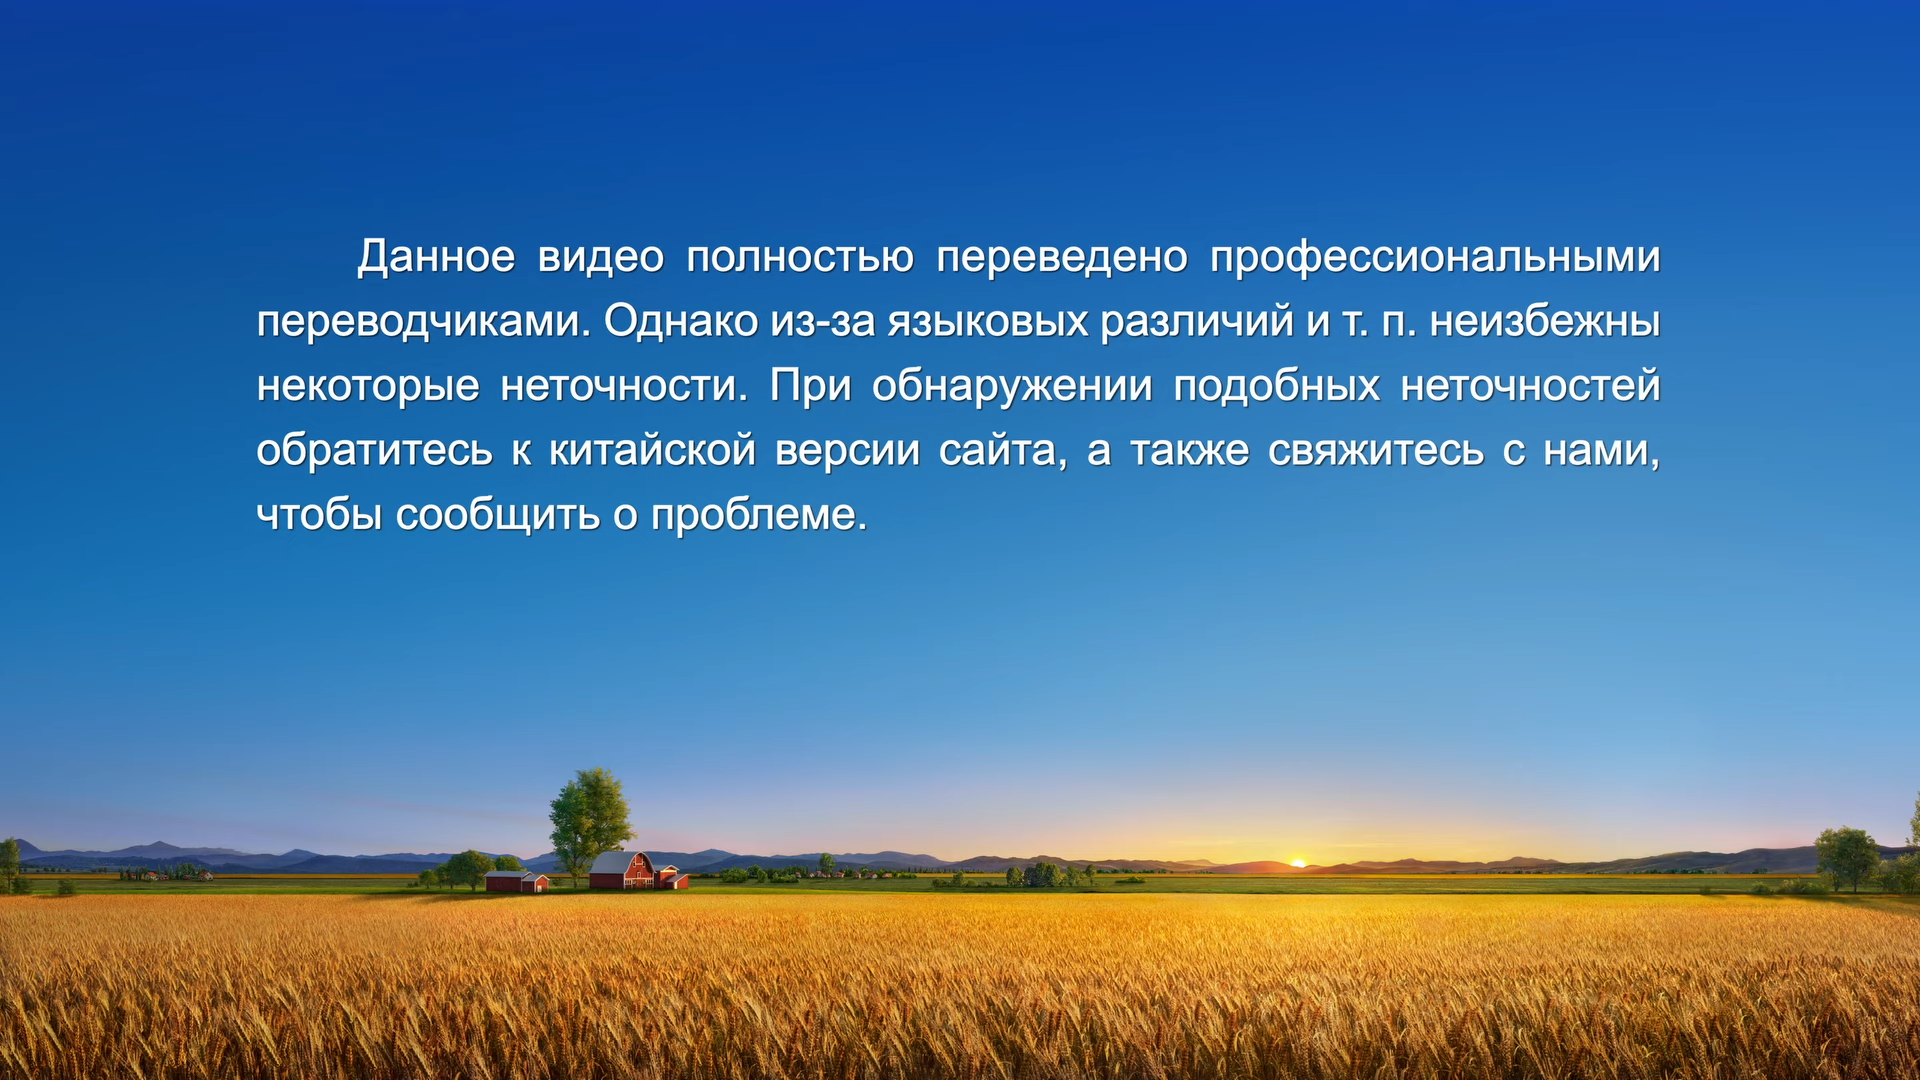 Данное видео полностью переведено профессиональными
переводчиками. Однако из-за языковых различий и т. п. неизбежны
некоторые неточности. При обнаружении подобных неточностей
обратитесь к китайской версии сайта, а также свяжитесь с нами,
чтобы сообщить о проблеме.